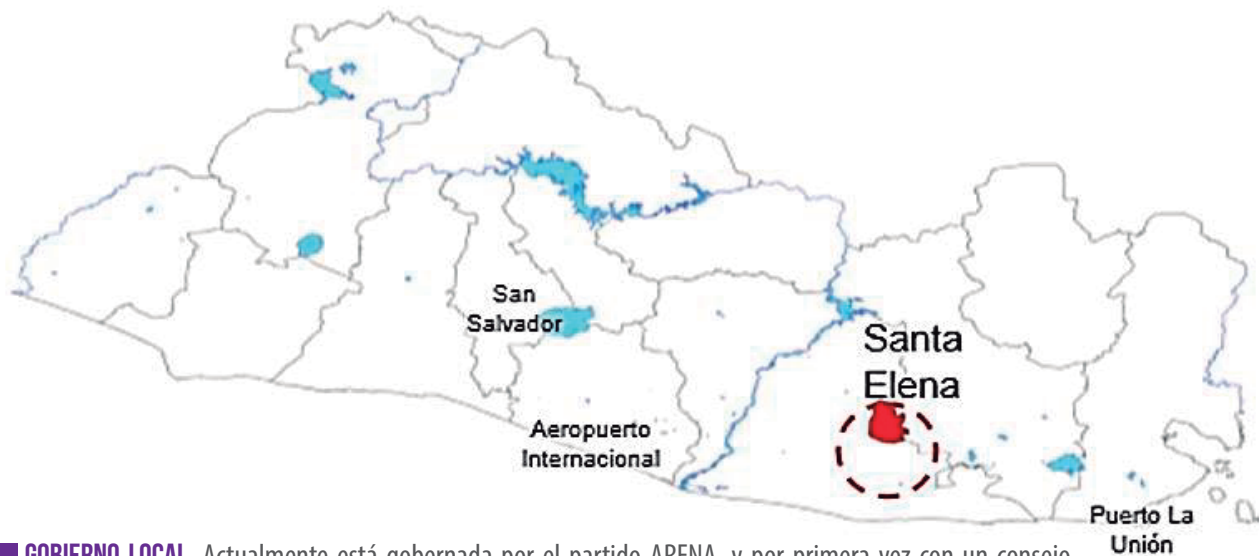 San
Salvador
Santa
Elena
Aeropuerto
Internacional
Puerto La
Unión
GOBIERNO LOCAL Actualmente está gobernada por el partido ARENA, y por primera vez con un consejo